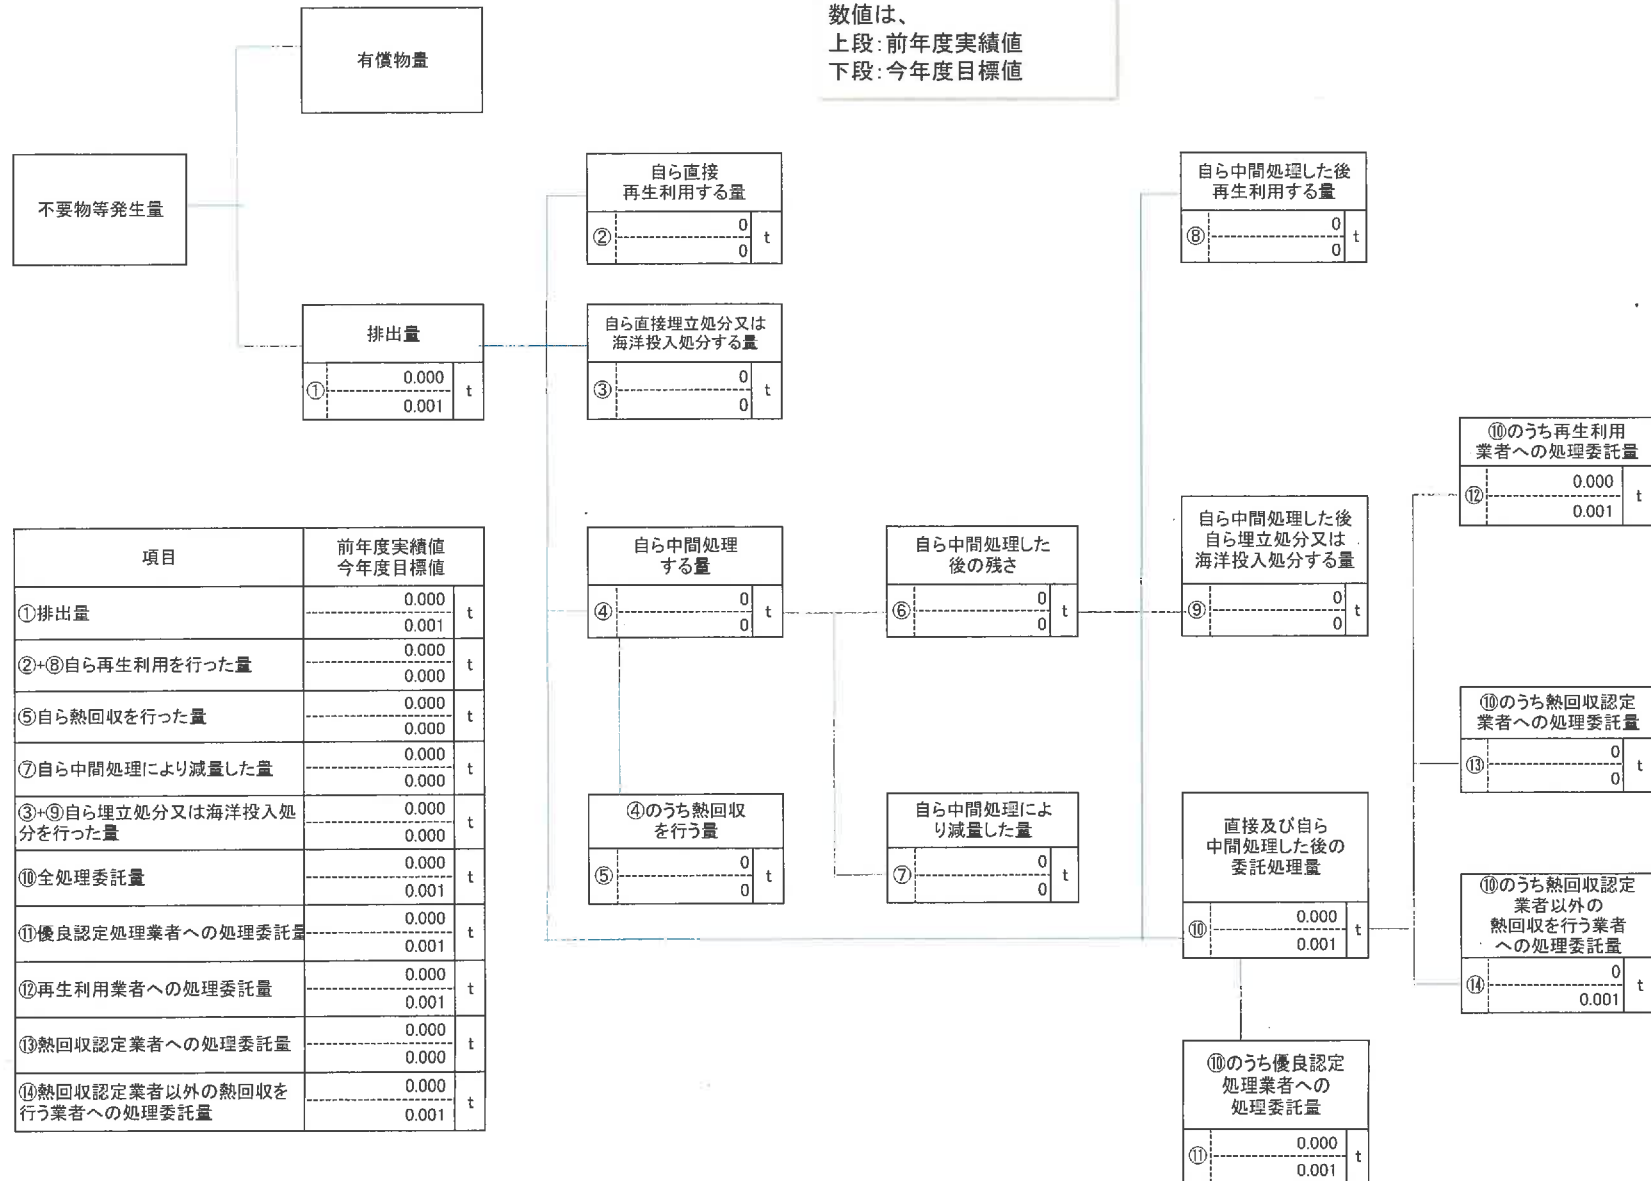 数値は、
上段：前年度実績値
下段：今年度目標値
有償物量
不要物等発生量
排出量
① 0.000 t
0.001
自ら直接
再生利用する量
② 0 t
0
自ら直接埋立処分又は
海洋投入処分する量
③ 0 t
0
自ら中間処理した後
再生利用する量
⑧ 0 t
0
自ら中間処理
する量
④ 0 t
0
自ら中間処理した
後の残さ
⑥ 0 t
0
自ら中間処理した後
自ら埋立処分又は
海洋投入処分する量
⑨ 0 t
0
④のうち熱回収
を行う量
⑤ 0 t
0
自ら中間処理によ
り減量した量
⑦ 0 t
0
直接及び自ら
中間処理した後の
委託処理量
⑩ 0.000 t
0.001
⑩のうち優良認定
処理業者への
処理委託量
⑪ 0.000 t
0.001
⑩のうち再生利用
業者への処理委託量
⑫ 0.000 t
0.001
⑩のうち熱回収認定
業者への処理委託量
⑬ 0 t
0
⑩のうち熱回収認定
業者以外の
熱回収を行う業者
への処理委託量
⑭ 0 t
0.001
項目 前年度実績値
今年度目標値
①排出量 0.000 t
0.001
②+⑧自ら再生利用を行った量 0.000 t
0.000
⑤自ら熱回収を行った量 0.000 t
0.000
⑦自ら中間処理により減量した量 0.000 t
0.000
③+⑨自ら埋立処分又は海洋投入処 0.000 t
分を行った量 0.000
⑩全処理委託量 0.000 t
0.001
⑪優良認定処理業者への処理委託量 0.000 t
0.001
⑫再生利用業者への処理委託量 0.000 t
0.001
⑬熱回収認定業者への処理委託量 0.000 t
0.000
⑭熱回収認定業者以外の熱回収を 0.000 t
行う業者への処理委託量 0.001